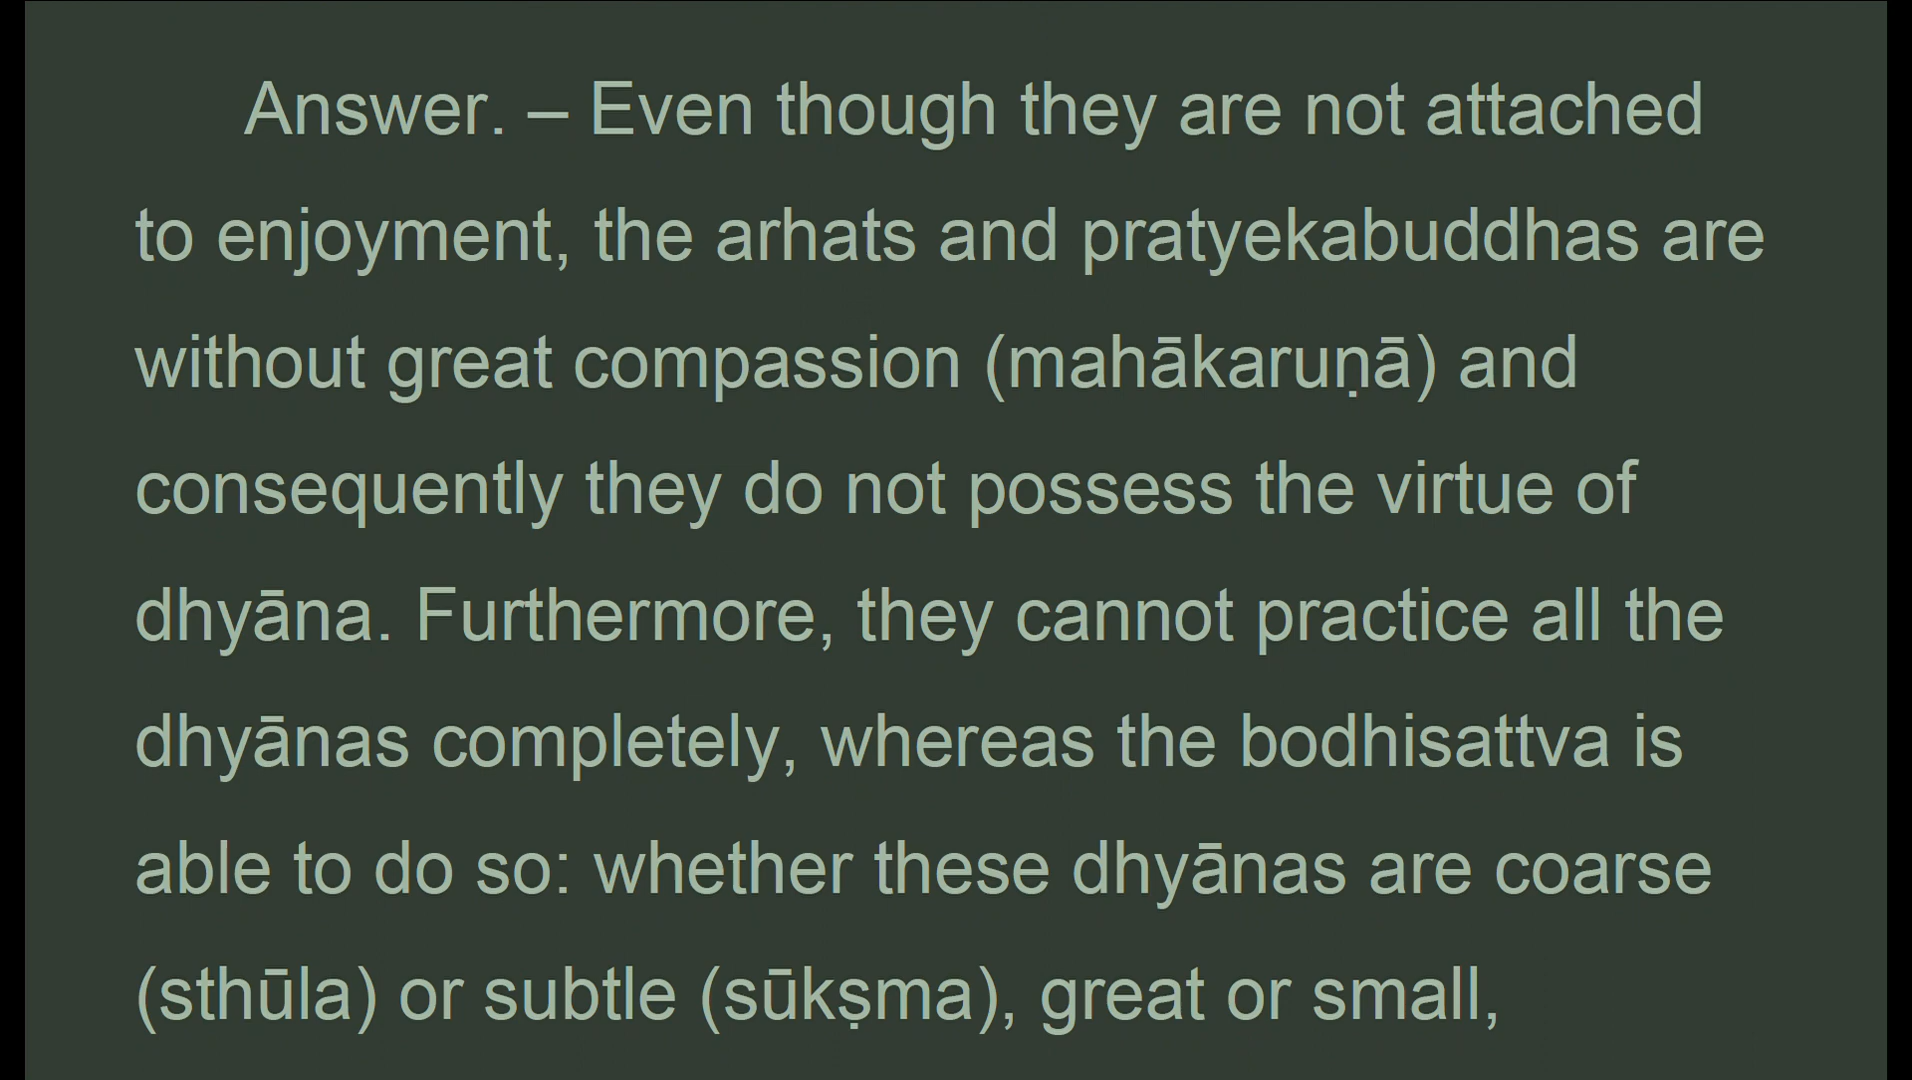 Answer. – Even though they are not attached
to enjoyment, the arhats and pratyekabuddhas are
without great compassion (mahākaruṇā) and
consequently they do not possess the virtue of
dhyāna. Furthermore, they cannot practice all the
dhyānas completely, whereas the bodhisattva is
able to do so: whether these dhyānas are coarse
(sthūla) or subtle (sūkṣma), great or small,